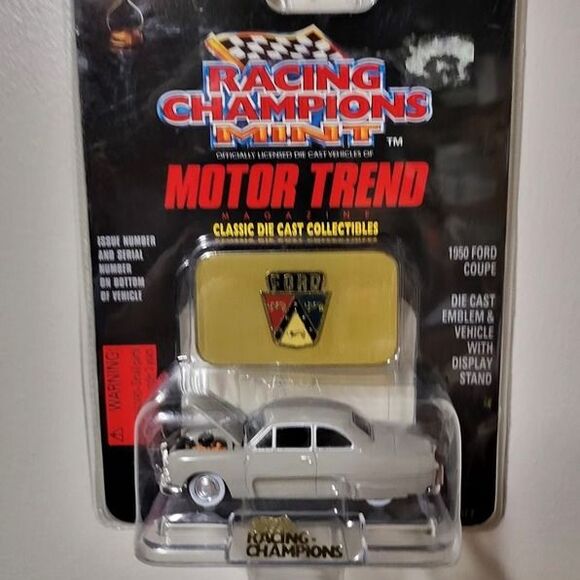 RACING
CHAMPIONS
MINT
™
OFFICIALLY LICENSED DIE CAST VEHICLES OF
MOTOR TREND
MAGAZINE
CLASSIC DIE CAST COLLECTIBLES
ISSUE NUMBER
AND SERIAL
NUMBER
ON BOTTOM
OF VEHICLE
1950 FORD
COUPE
DIE CAST
EMBLEM &
VEHICLE
WITH
DISPLAY
STAND
FORD
WARNING
RACING
CHAMPIONS